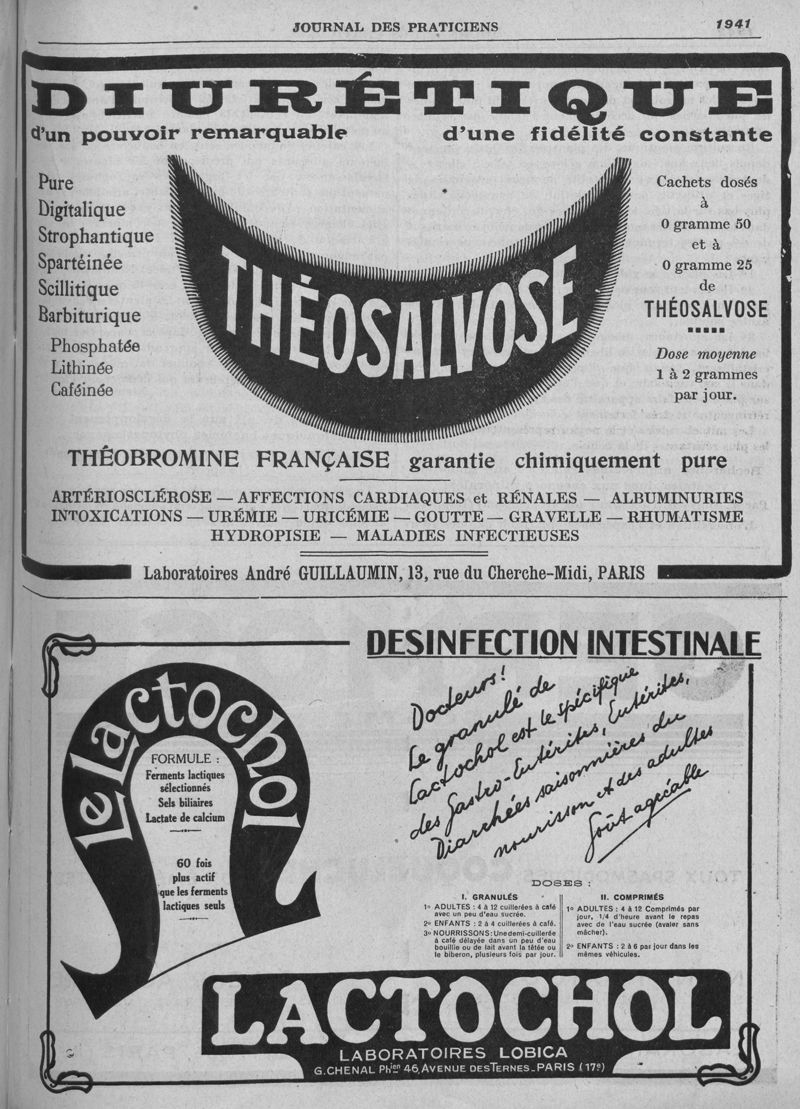 JOURNAL DES PRATICIENS
1941
DIURÉTIQUE
d'un pouvoir remarquable
d'une fidélité constante
Pure
Digitalique
Strophantique
Spartéinée
Scillitique
Barbiturique
Phosphatée
Lithinée
Caféinée
THÉOSALVOSE
Cachets dosés
à
0 gramme 50
et à
0 gramme 25
de
THÉOSALVOSE
Dose moyenne
1 à 2 grammes
par jour.
THÉOBROMINE FRANÇAISE garantie chimiquement pure
ARTÉRIOSCLÉROSE — AFFECTIONS CARDIAQUES et RÉNALES — ALBUMINURIES
INTOXICATIONS — URÉMIE — URICÉMIE — GOUTTE — GRAVELLE — RHUMATISME
HYDROPISIE — MALADIES INFECTIEUSES
Laboratoires André GUILLAUMIN, 13, rue du Cherche-Midi, PARIS
DESINFECTION INTESTINALE
Le Lactochol
FORMULE :
Ferments lactiques
sélectionnés
Sels biliaires
Lactate de calcium
60 fois
plus actif
que les ferments
lactiques seuls
Docteurs!
Le granulé de
Lactochol est le spécifique
des Gastro-Entérites, Entérites,
Diarrhées saisonnières du
nourisson et des adultes
Goût agréable
DOSES :
I. GRANULÉS
1º ADULTES : 4 à 12 cuillerées à café
avec un peu d'eau sucrée.
2º ENFANTS : 2 à 4 cuillerées à café.
3º NOURRISSONS: Une demi-cuillerée
à café délayée dans un peu d'eau
bouillie ou de lait avant la tétée ou
le biberon, plusieurs fois par jour.
II. COMPRIMÉS
1º ADULTES : 4 à 12 Comprimés par
jour, 1/4 d'heure avant le repas
avec de l'eau sucrée (avaler sans
mâcher).
2º ENFANTS : 2 à 6 par jour dans les
mêmes véhicules.
LACTOCHOL
LABORATOIRES LOBICA
G. CHENAL Phien 46, AVENUE DES TERNES_PARIS (17e)